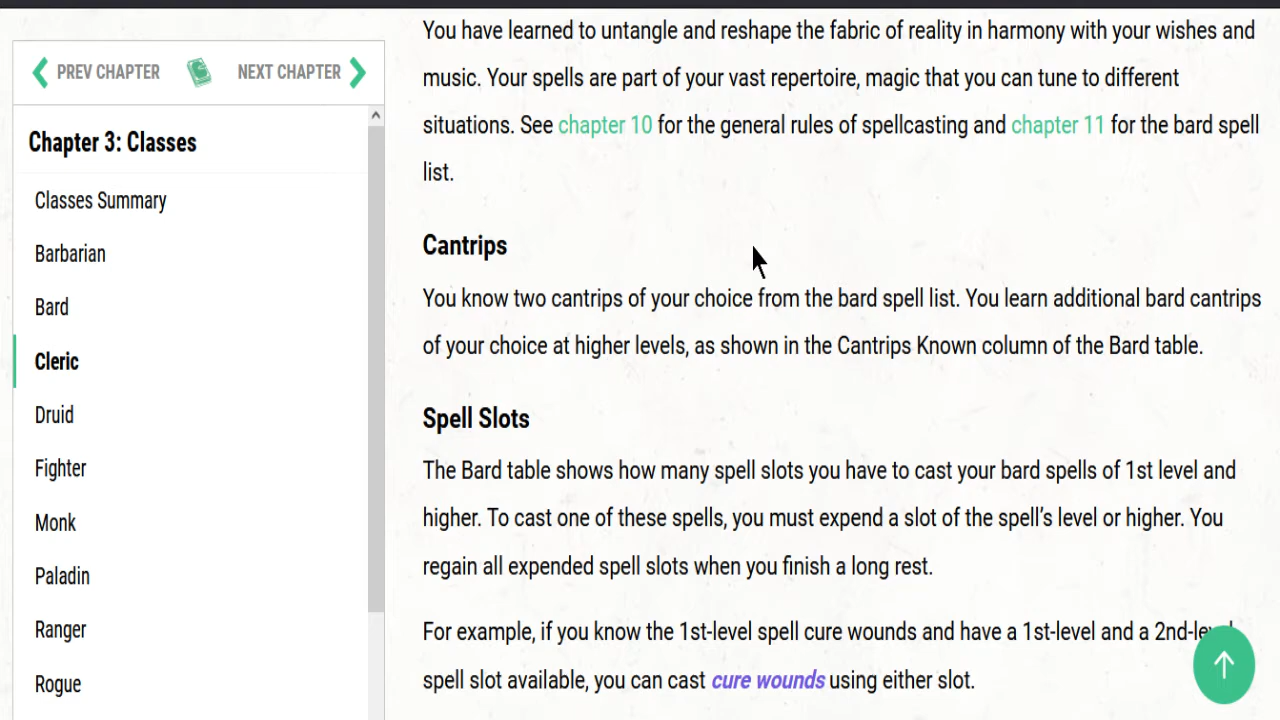 PREV CHAPTER
NEXT CHAPTER
Chapter 3: Classes
Classes Summary
Barbarian
Bard
Cleric
Druid
Fighter
Monk
Paladin
Ranger
Rogue
You have learned to untangle and reshape the fabric of reality in harmony with your wishes and
music. Your spells are part of your vast repertoire, magic that you can tune to different
situations. See chapter 10 for the general rules of spellcasting and chapter 11 for the bard spell
list.
Cantrips
You know two cantrips of your choice from the bard spell list. You learn additional bard cantrips
of your choice at higher levels, as shown in the Cantrips Known column of the Bard table.
Spell Slots
The Bard table shows how many spell slots you have to cast your bard spells of 1st level and
higher. To cast one of these spells, you must expend a slot of the spell's level or higher. You
regain all expended spell slots when you finish a long rest.
For example, if you know the 1st-level spell cure wounds and have a 1st-level and a 2nd-level
spell slot available, you can cast cure wounds using either slot.